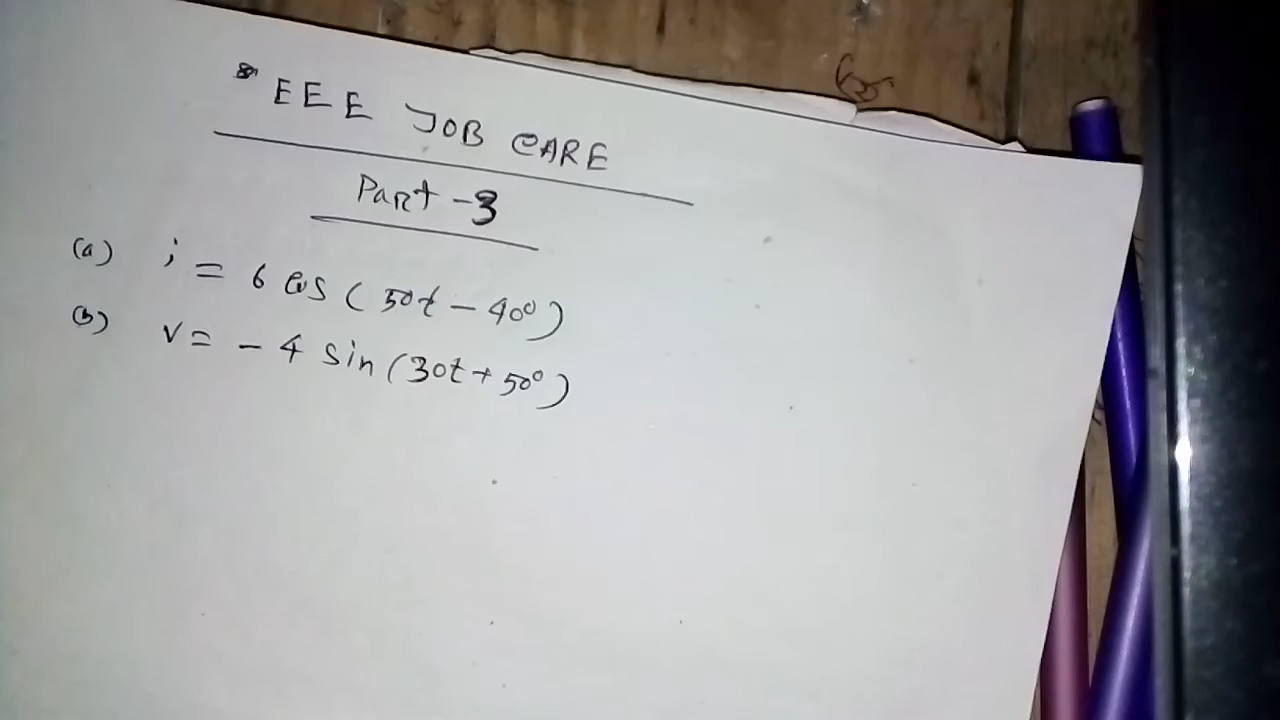 EEE JOB CARE
Part-3
(a) i = 6 cos (50t - 40°)
(b) v = - 4 sin (30t + 50°)